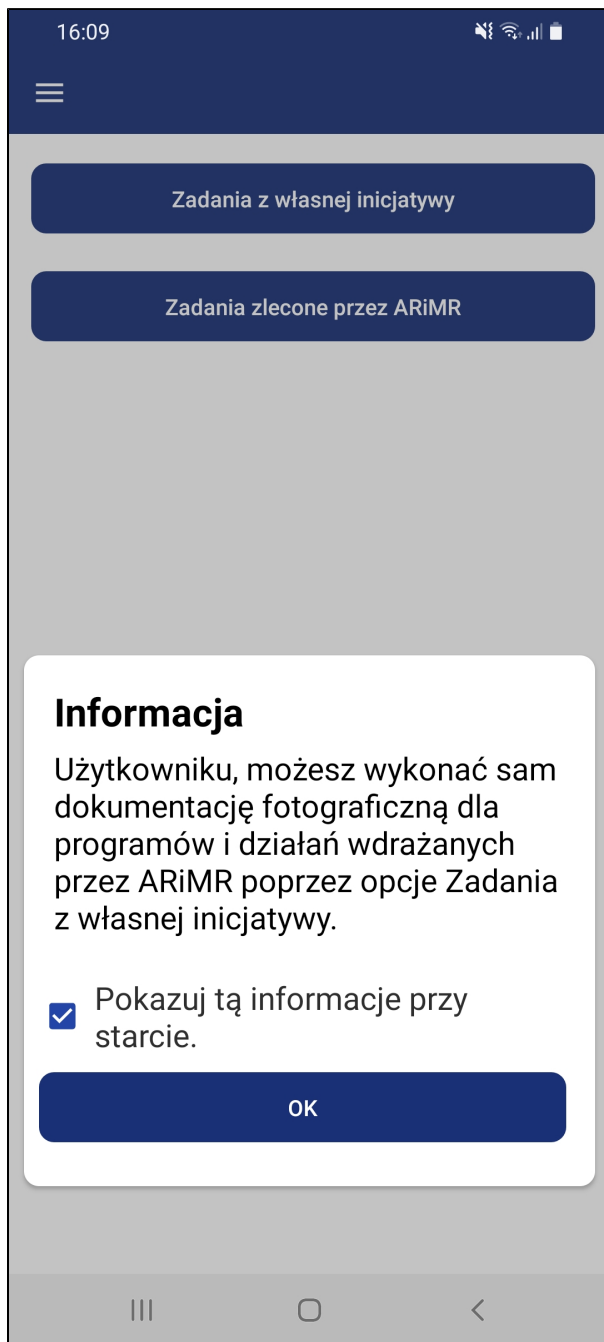 16:09
Zadania z własnej inicjatywy
Zadania zlecone przez ARiMR
Informacja
Użytkowniku, możesz wykonać sam
dokumentację fotograficzną dla
programów i działań wdrażanych
przez ARiMR poprzez opcje Zadania
z własnej inicjatywy.
Pokazuj tą informacje przy
starcie.
OK